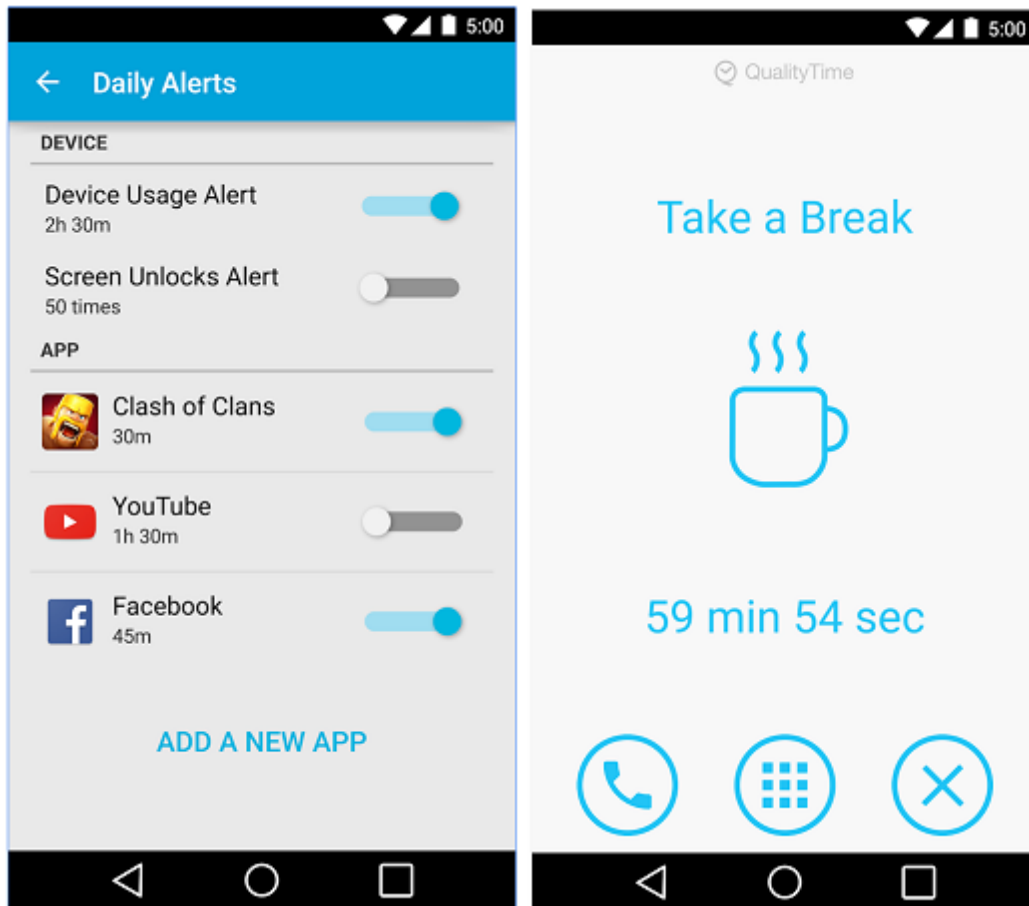 5:00
Daily Alerts
DEVICE
Device Usage Alert
2h 30m
Screen Unlocks Alert
50 times
APP
Clash of Clans
30m
YouTube
1h 30m
Facebook
45m
ADD A NEW APP
5:00
QualityTime
Take a Break
59 min 54 sec